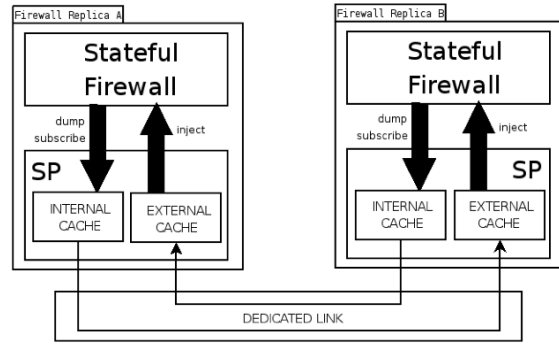 Firewall Replica A
Stateful
Firewall
dump
subscribe
inject
SP
INTERNAL
CACHE
EXTERNAL
CACHE
Firewall Replica B
Stateful
Firewall
dump
subscribe
inject
SP
INTERNAL
CACHE
EXTERNAL
CACHE
DEDICATED LINK